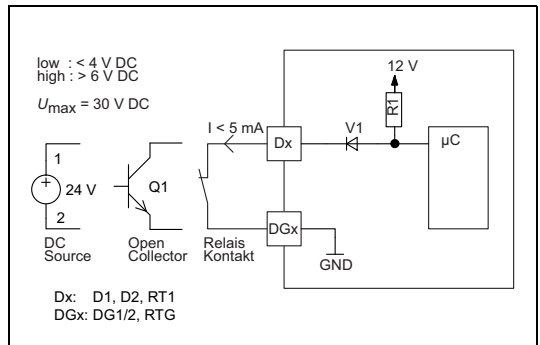 low : < 4 V DC
high : > 6 V DC
Umax = 30 V DC
12 V
R1
I < 5 mA
Dx
V1
µC
1
24 V
2
Q1
DGx
GND
DC Source
Open Collector
Relais Kontakt
Dx: D1, D2, RT1
DGx: DG1/2, RTG